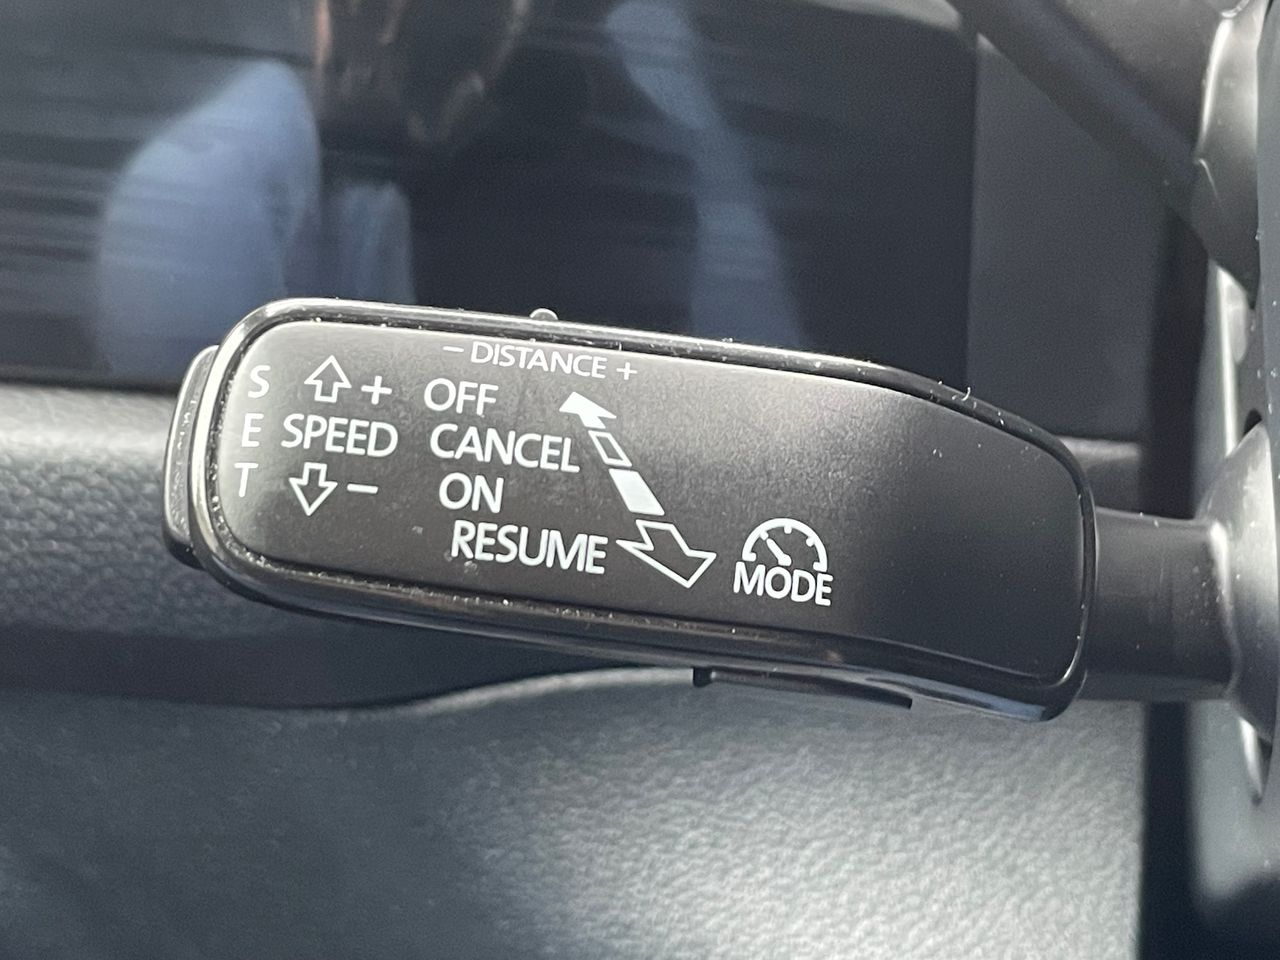 - DISTANCE +
S + OFF
E SPEED CANCEL
T - ON
RESUME
MODE